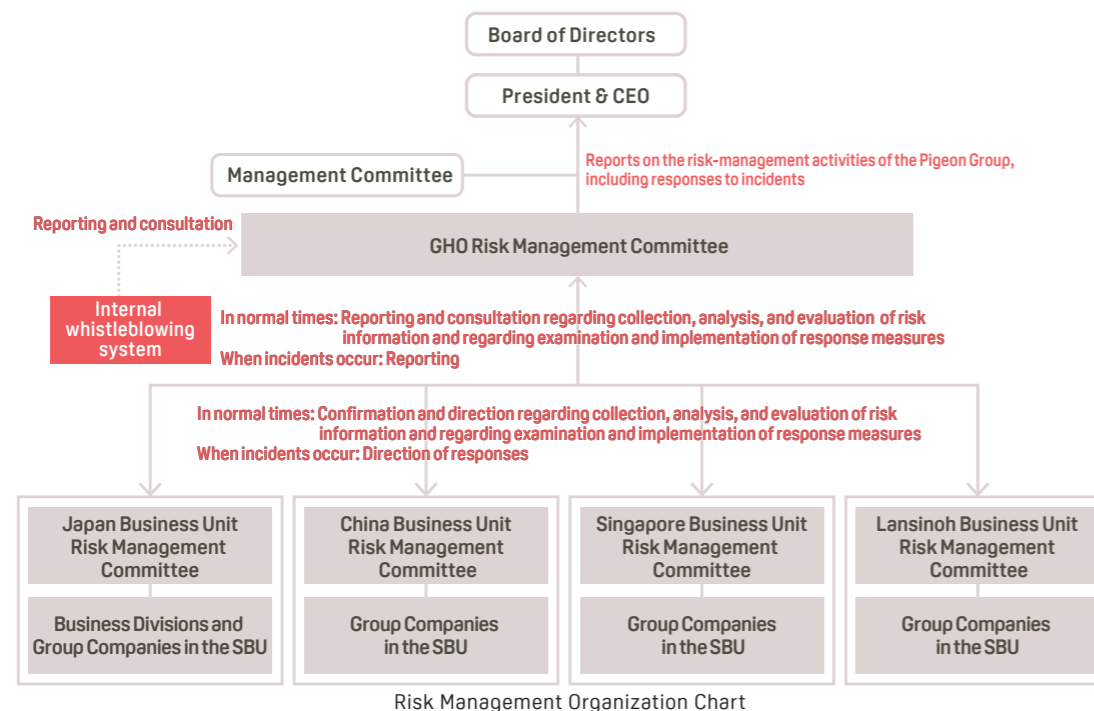 Board of Directors
President & CEO
Management Committee
Reports on the risk-management activities of the Pigeon Group,
including responses to incidents
Reporting and consultation
GHO Risk Management Committee
Internal
whistleblowing
system
In normal times: Reporting and consultation regarding collection, analysis, and evaluation of risk
information and regarding examination and implementation of response measures
When incidents occur: Reporting
In normal times: Confirmation and direction regarding collection, analysis, and evaluation of risk
information and regarding examination and implementation of response measures
When incidents occur: Direction of responses
Japan Business Unit
Risk Management
Committee
Business Divisions and
Group Companies in the SBU
China Business Unit
Risk Management
Committee
Group Companies
in the SBU
Singapore Business Unit
Risk Management
Committee
Group Companies
in the SBU
Lansinoh Business Unit
Risk Management
Committee
Group Companies
in the SBU
Risk Management Organization Chart